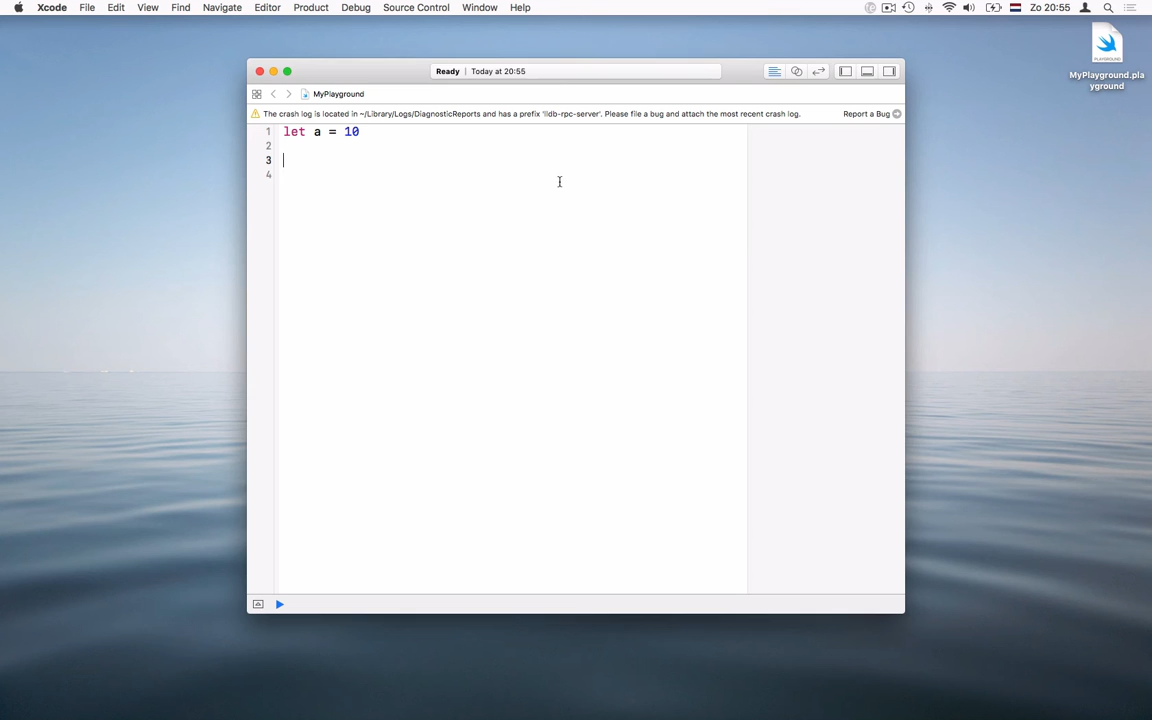 Xcode File Edit View Find Navigate Editor Product Debug Source Control Window Help Zo 20:55
MyPlayground.pla
yground
PLAYGROUND
Ready | Today at 20:55
MyPlayground
The crash log is located in ~/Library/Logs/DiagnosticReports and has a prefix 'lldb-rpc-server'. Please file a bug and attach the most recent crash log. Report a Bug
1 let a = 10
2
3
4